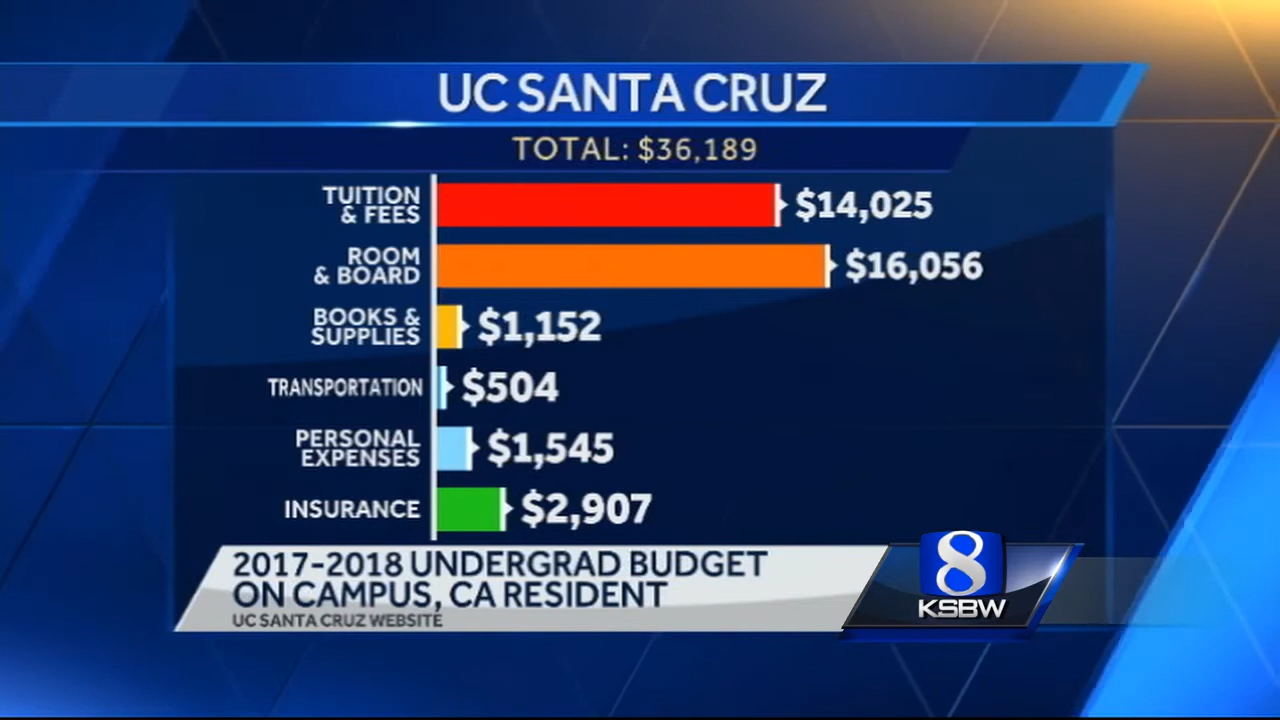 UC SANTA CRUZ
TOTAL: $36,189
TUITION
& FEES
$14,025
ROOM
& BOARD
$16,056
BOOKS &
SUPPLIES
$1,152
TRANSPORTATION
$504
PERSONAL
EXPENSES
$1,545
INSURANCE
$2,907
2017-2018 UNDERGRAD BUDGET
ON CAMPUS, CA RESIDENT
UC SANTA CRUZ WEBSITE
8
KSBW